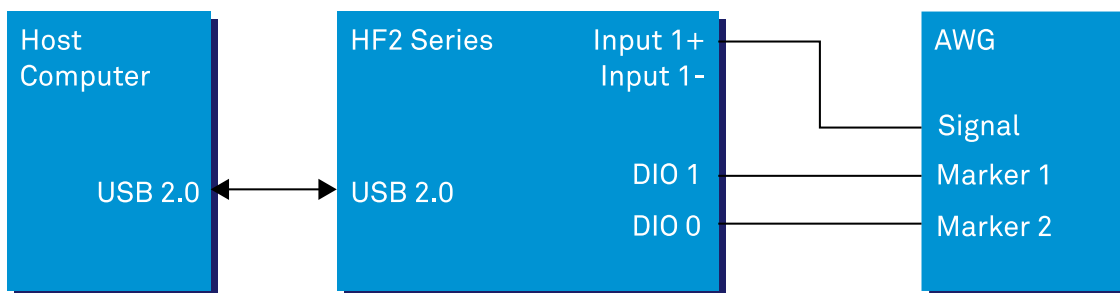 Host
Computer
USB 2.0
HF2 Series
Input 1+
Input 1-
USB 2.0
DIO 1
DIO 0
AWG
Signal
Marker 1
Marker 2